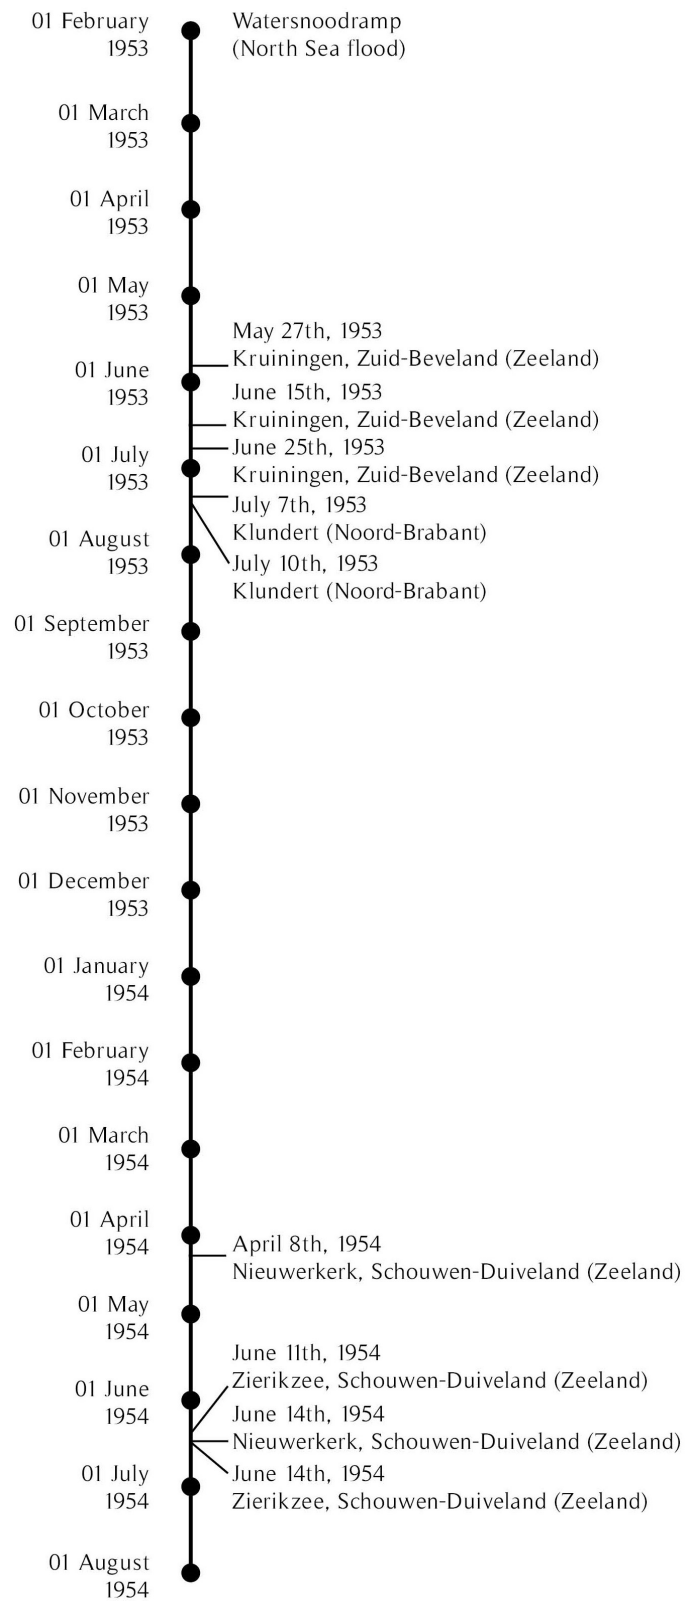 01 February
1953
Watersnoodramp
(North Sea flood)
01 March
1953
01 April
1953
01 May
1953
May 27th, 1953
Kruiningen, Zuid-Beveland (Zeeland)
01 June
1953
June 15th, 1953
Kruiningen, Zuid-Beveland (Zeeland)
June 25th, 1953
Kruiningen, Zuid-Beveland (Zeeland)
01 July
1953
July 7th, 1953
Klundert (Noord-Brabant)
01 August
1953
July 10th, 1953
Klundert (Noord-Brabant)
01 September
1953
01 October
1953
01 November
1953
01 December
1953
01 January
1954
01 February
1954
01 March
1954
01 April
1954
April 8th, 1954
Nieuwerkerk, Schouwen-Duiveland (Zeeland)
01 May
1954
June 11th, 1954
Zierikzee, Schouwen-Duiveland (Zeeland)
01 June
1954
June 14th, 1954
Nieuwerkerk, Schouwen-Duiveland (Zeeland)
01 July
1954
June 14th, 1954
Zierikzee, Schouwen-Duiveland (Zeeland)
01 August
1954